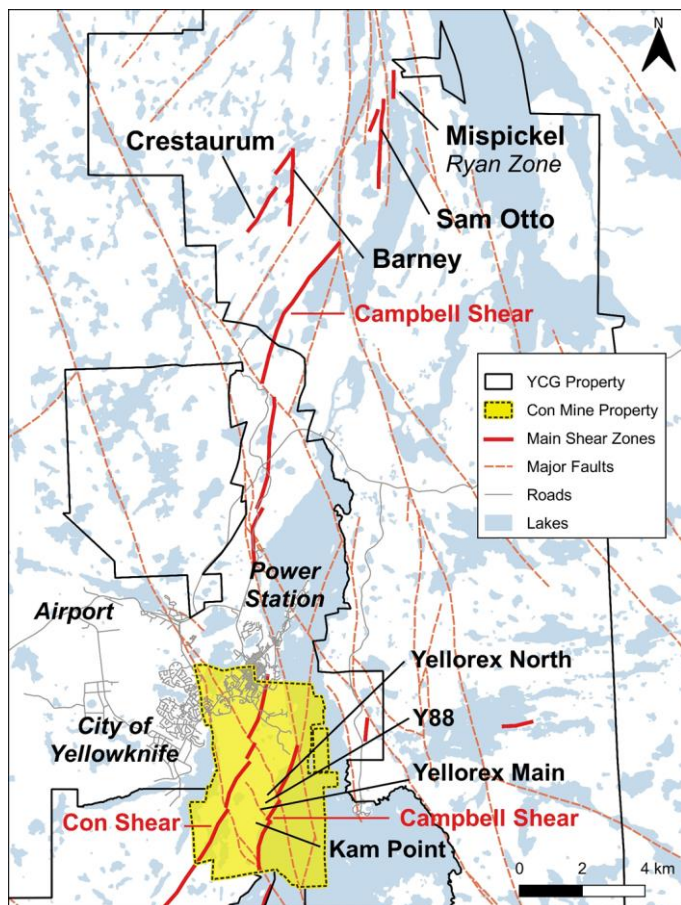 N
Crestaurum
Mispickel
Ryan Zone
Sam Otto
Barney
Campbell Shear
YCG Property
Con Mine Property
Main Shear Zones
Major Faults
Roads
Lakes
Power
Station
Airport
Yellorex North
City of
Yellowknife
Y88
Yellorex Main
Con Shear
Campbell Shear
Kam Point
0 2 4 km